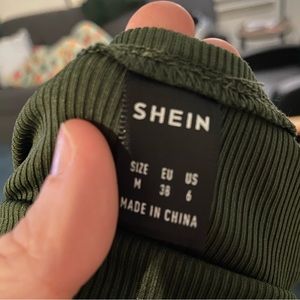 SHEIN
SIZE EU US
M 38 6
MADE IN CHINA